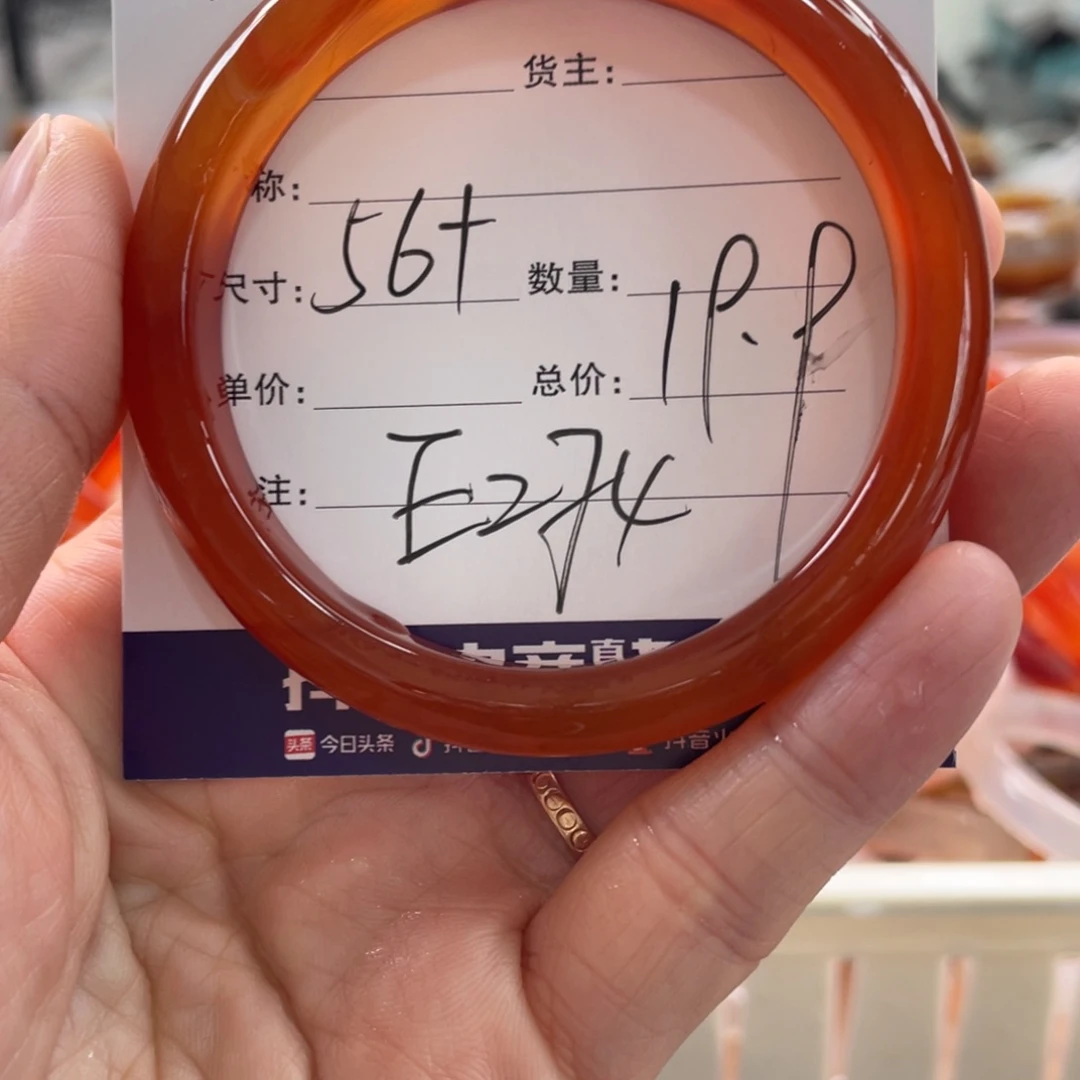 货主:
称:
尺寸: 56+ 数量:
单价: 总价: 1P.P
注: E274
今日头条